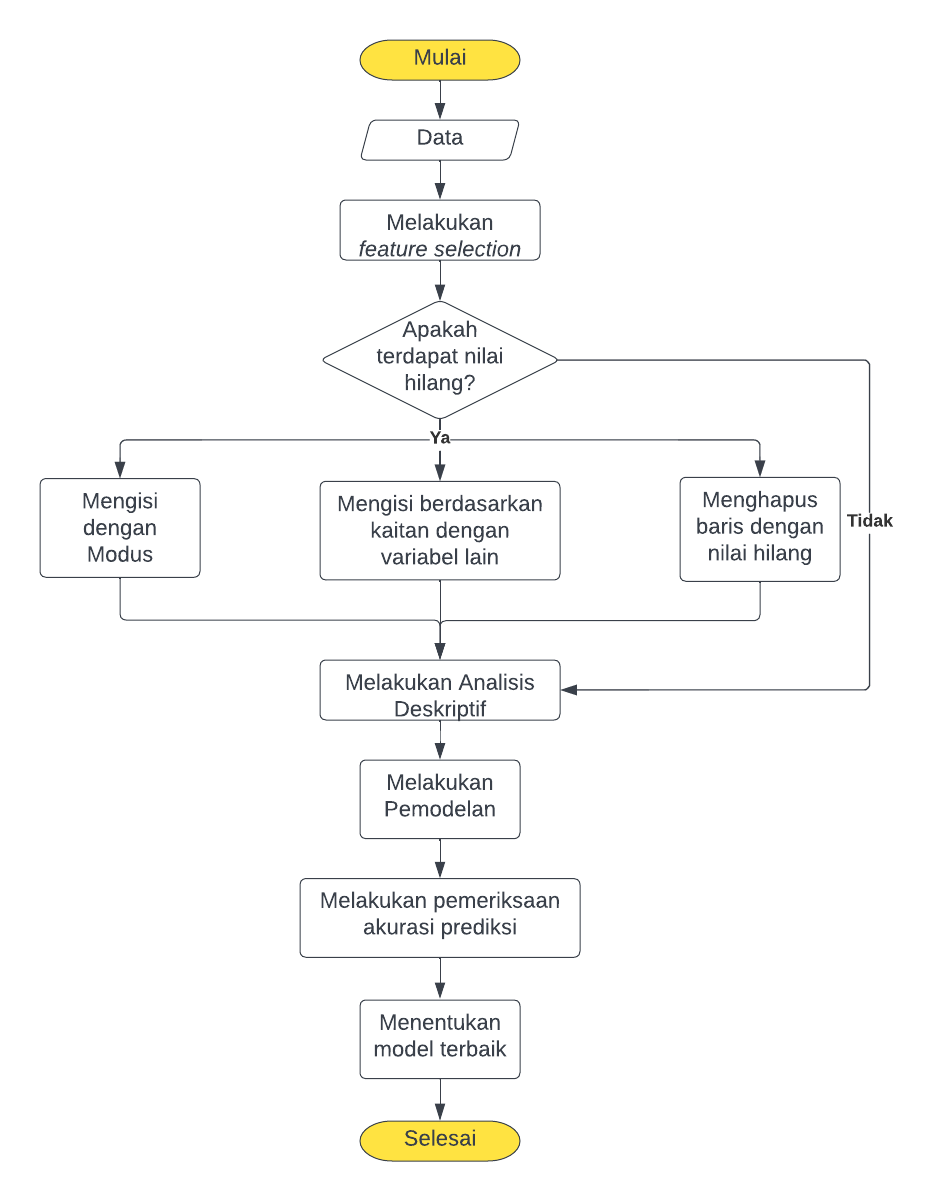 Mulai
Data
Melakukan
feature selection
Apakah
terdapat nilai
hilang?
Ya
Mengisi
dengan
Modus
Mengisi berdasarkan
kaitan dengan
variabel lain
Menghapus
baris dengan
nilai hilang
Tidak
Melakukan Analisis
Deskriptif
Melakukan
Pemodelan
Melakukan pemeriksaan
akurasi prediksi
Menentukan
model terbaik
Selesai